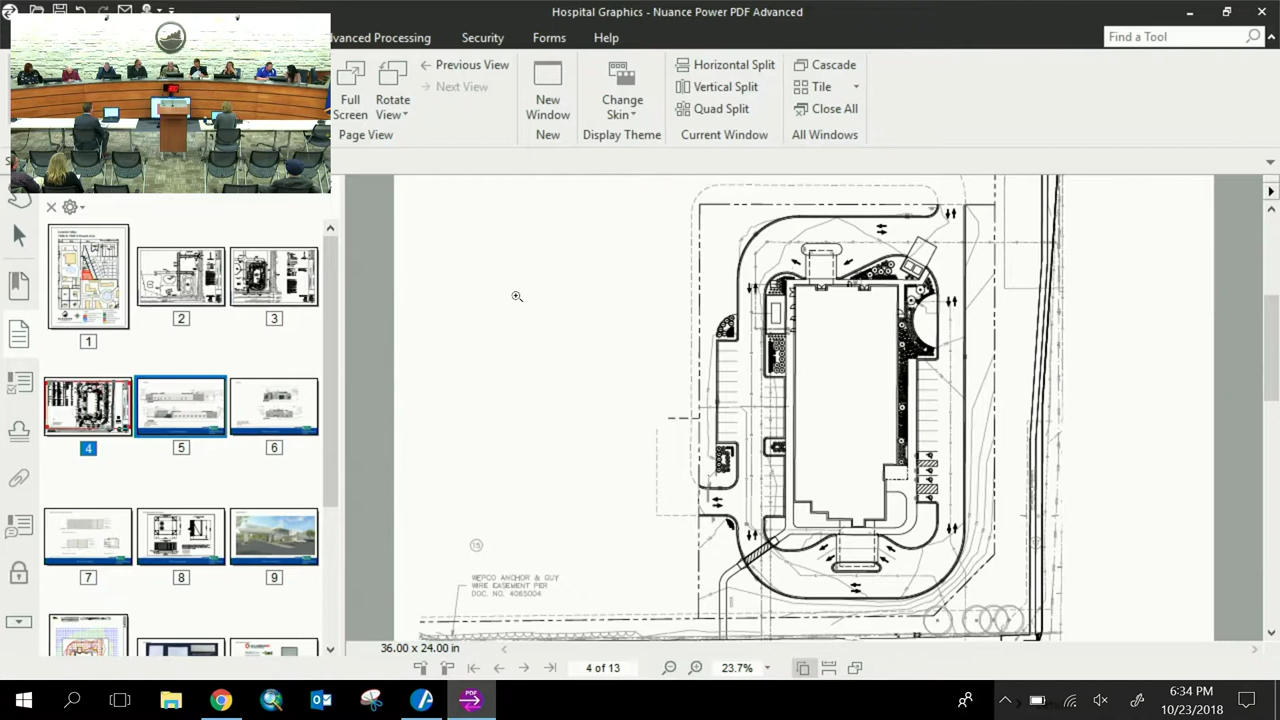 Hospital Graphics - Nuance Power PDF Advanced
dvanced Processing
Security
Forms
Help
Find a Tool
Full
Screen
Rotate
View
Previous View
Next View
Page View
New
Window
New
Change
Skin
Display Theme
Horizontal Split
Vertical Split
Quad Split
Current Window
Cascade
Tile
Close All
All Windows
1
2
3
4
5
6
7
8
9
15
WEPCO ANCHOR & GUY
WIRE EASEMENT PER
DOC. NO. 4065004
36.00 x 24.00 in
4 of 13
23.7%
PDF
6:34 PM
10/23/2018